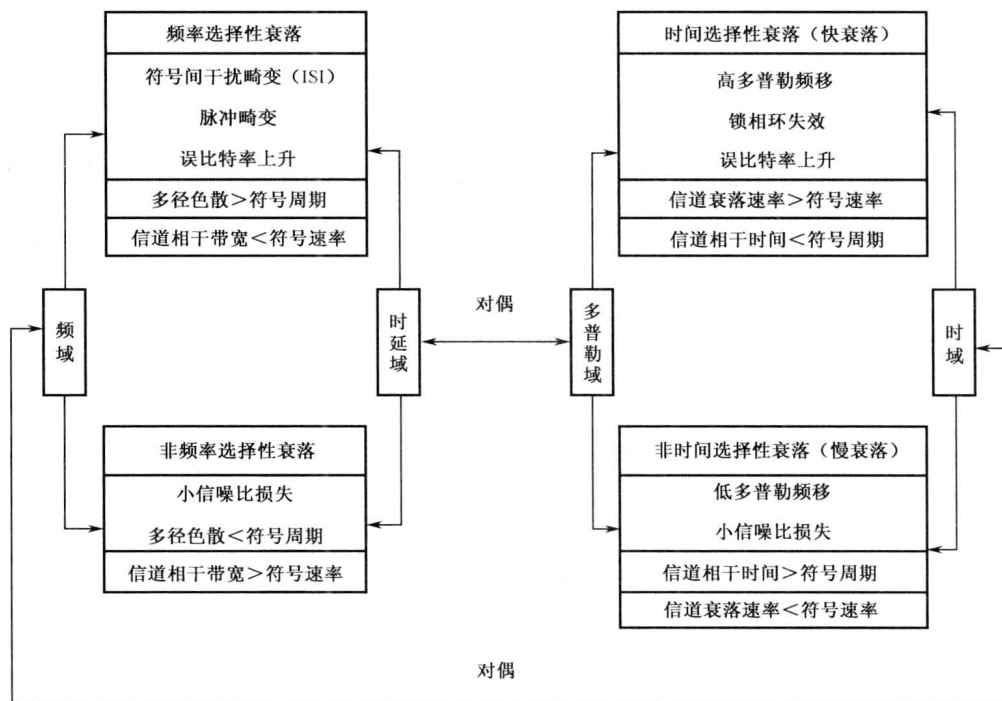 频率选择性衰落
符号间干扰畸变（ISI）
脉冲畸变
误比特率上升
多径色散＞符号周期
信道相干带宽＜符号速率
时间选择性衰落（快衰落）
高多普勒频移
锁相环失效
误比特率上升
信道衰落速率＞符号速率
信道相干时间＜符号周期
频域
时延域
对偶
多普勒域
时域
非频率选择性衰落
小信噪比损失
多径色散＜符号周期
信道相干带宽＞符号速率
非时间选择性衰落（慢衰落）
低多普勒频移
小信噪比损失
信道相干时间＞符号周期
信道衰落速率＜符号速率
对偶